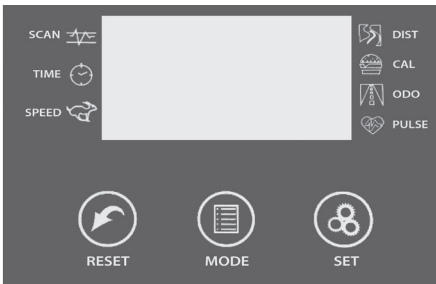 SCAN
TIME
SPEED
DIST
CAL
ODO
PULSE
RESET
MODE
SET